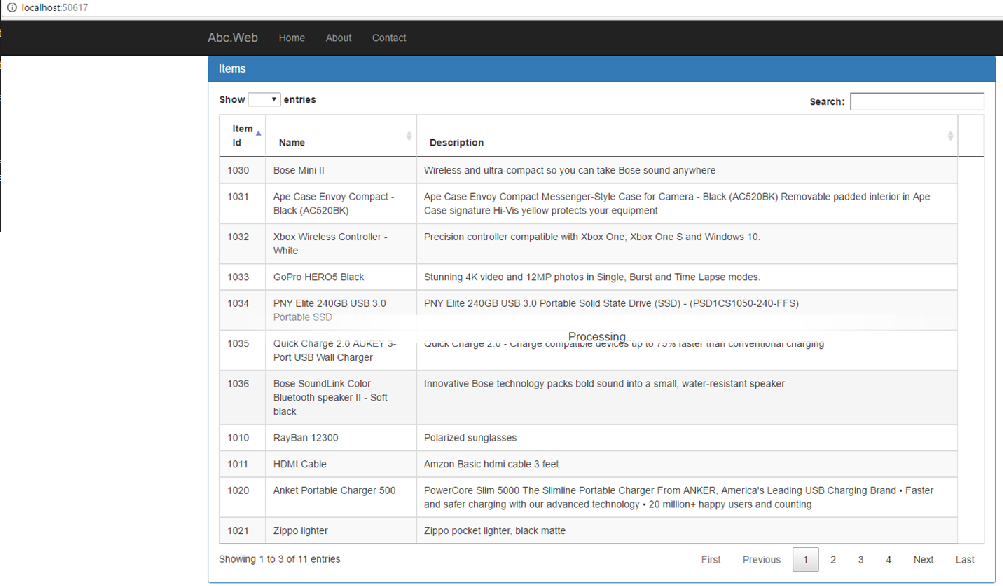 localhost:50617
Abc.Web Home About Contact
Items
Show entries Search:
Item Id Name Description
1030 Bose Mini II Wireless and ultra-compact so you can take Bose sound anywhere
1031 Ape Case Envoy Compact - Black (AC520BK) Ape Case Envoy Compact Messenger-Style Case for Camera - Black (AC520BK) Removable padded interior in Ape Case signature Hi-Vis yellow protects your equipment
1032 Xbox Wireless Controller - White Precision controller compatible with Xbox One, Xbox One S and Windows 10.
1033 GoPro HERO5 Black Stunning 4K video and 12MP photos in Single, Burst and Time Lapse modes.
1034 PNY Elite 240GB USB 3.0 Portable SSD PNY Elite 240GB USB 3.0 Portable Solid State Drive (SSD) - (PSD1CS1050-240-FFS)
Processing...
1035 Quick Charge 2.0 AUKEY 3-Port USB Wall Charger Quick Charge 2.0 - Charge compatible devices up to 75% faster than conventional charging
1036 Bose SoundLink Color Bluetooth speaker II - Soft black Innovative Bose technology packs bold sound into a small, water-resistant speaker
1010 RayBan 12300 Polarized sunglasses
1011 HDMI Cable Amzon Basic hdmi cable 3 feet
1020 Anket Portable Charger 500 PowerCore Slim 5000 The Slimline Portable Charger From ANKER, America's Leading USB Charging Brand • Faster and safer charging with our advanced technology • 20 million+ happy users and counting
1021 Zippo lighter Zippo pocket lighter, black matte
Showing 1 to 3 of 11 entries First Previous 1 2 3 4 Next Last